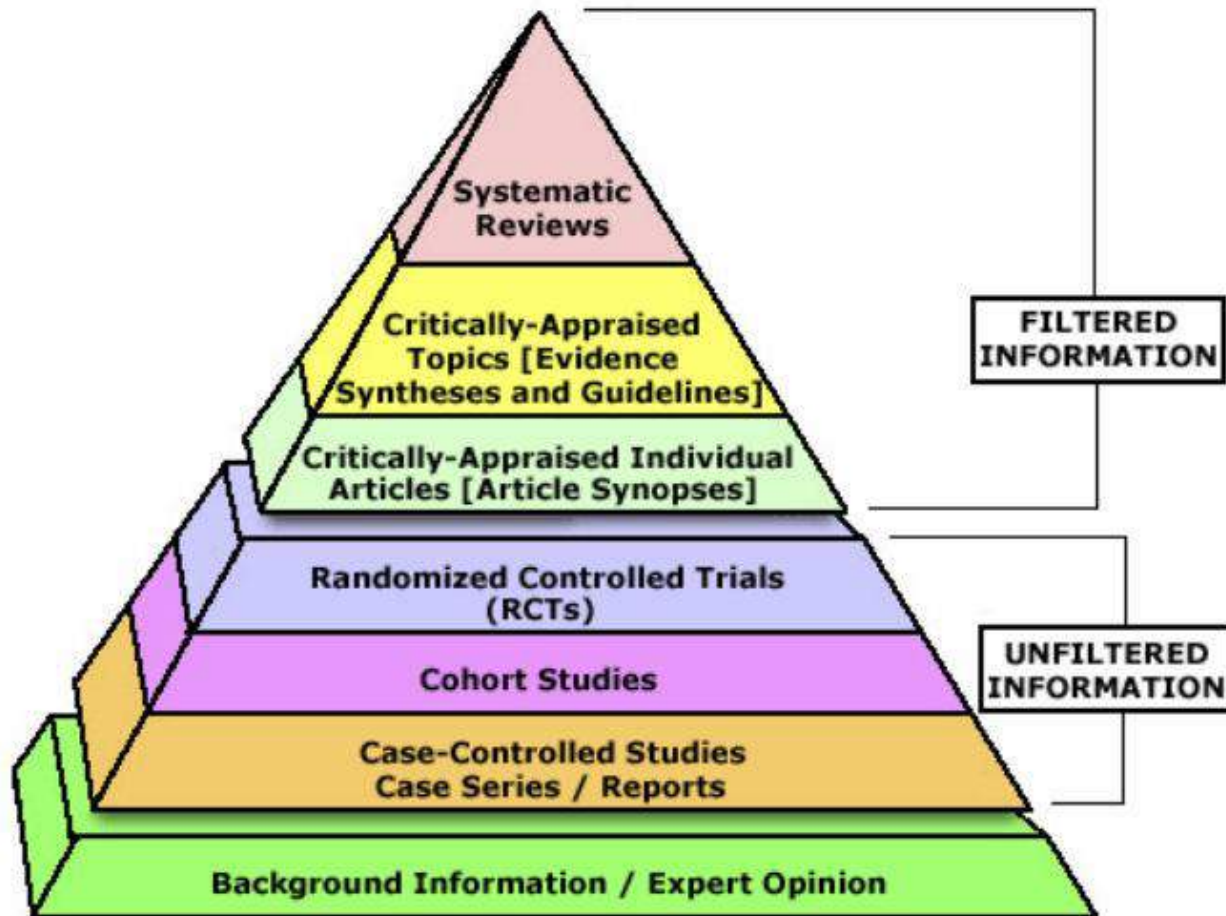 Systematic
Reviews
Critically-Appraised
Topics [Evidence
Syntheses and Guidelines]
FILTERED
INFORMATION
Critically-Appraised Individual
Articles [Article Synopses]
Randomized Controlled Trials
(RCTs)
UNFILTERED
INFORMATION
Cohort Studies
Case-Controlled Studies
Case Series / Reports
Background Information / Expert Opinion